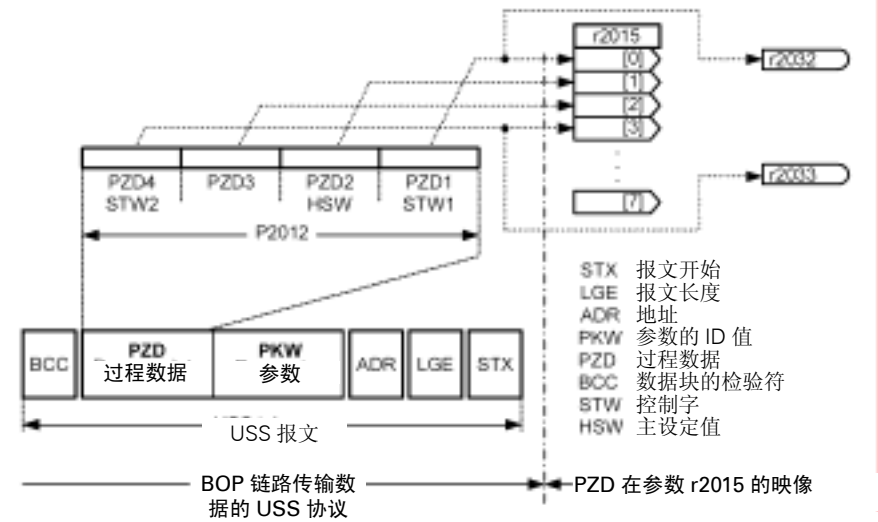 r2015
[0]
r2032
[1]
[2]
[3]
PZD4 PZD3 PZD2 PZD1
STW2 HSW STW1
r2033
[7]
P2012
STX 报文开始
LGE 报文长度
ADR 地址
PKW 参数的 ID 值
PZD 过程数据
BCC 数据块的检验符
STW 控制字
HSW 主设定值
BCC
PZD
过程数据
PKW
参数
ADR
LGE
STX
USS 报文
BOP 链路传输数
据的 USS 协议
PZD 在参数 r2015 的映像